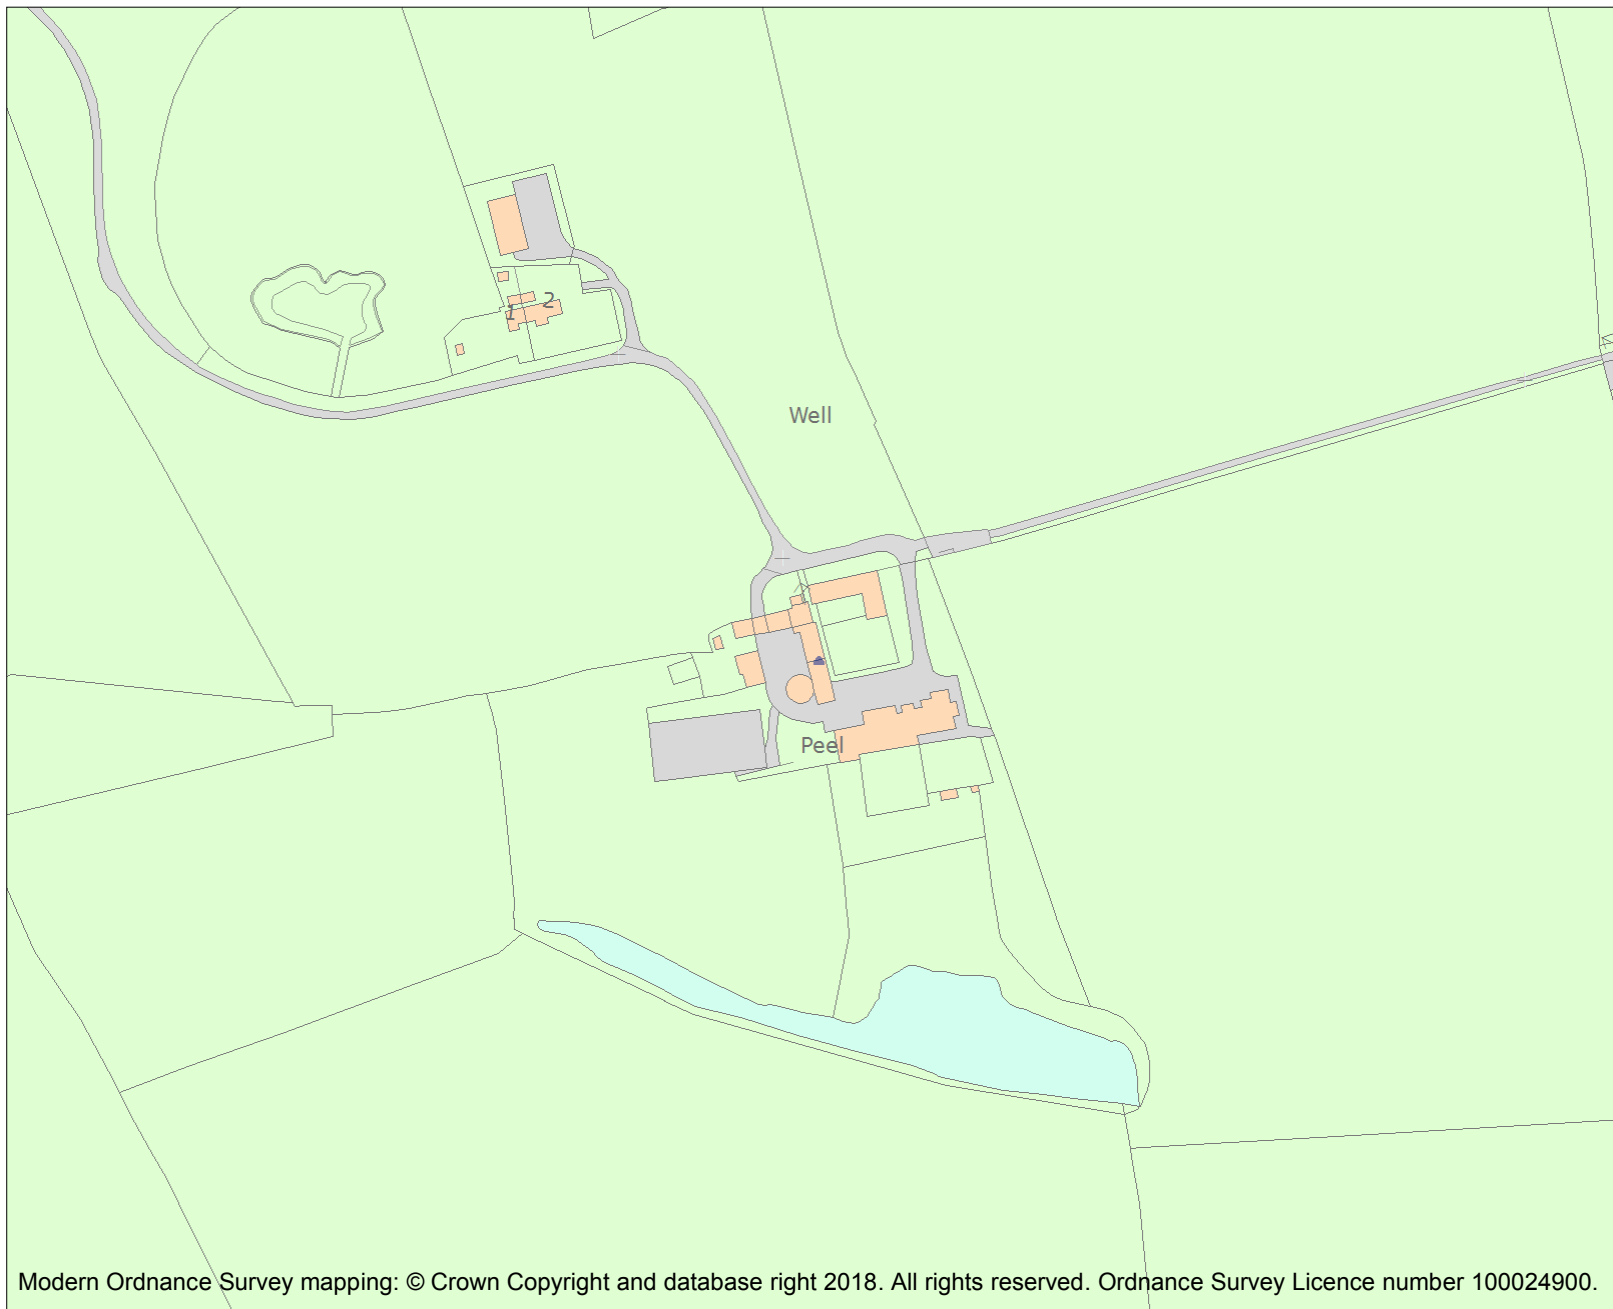 2
1
Well
Peel
Modern Ordnance Survey mapping: © Crown Copyright and database right 2018. All rights reserved. Ordnance Survey Licence number 100024900.